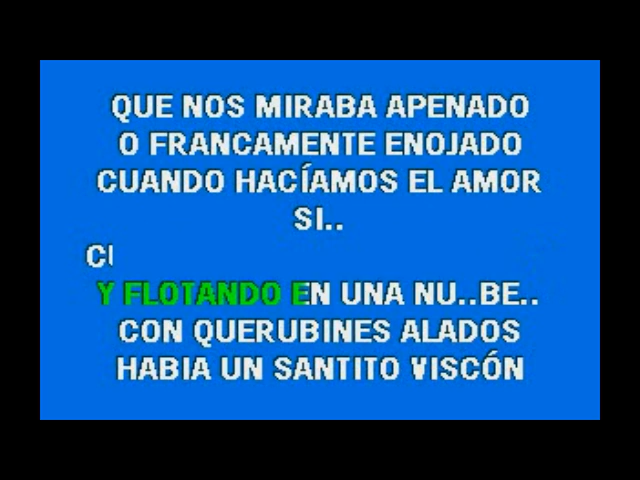 QUE NOS MIRABA APENADO
O FRANCAMENTE ENOJADO
CUANDO HACÍAMOS EL AMOR
SI..
Y FLOTANDO EN UNA NU..BE..
CON QUERUBINES ALADOS
HABIA UN SANTITO VISCÓN